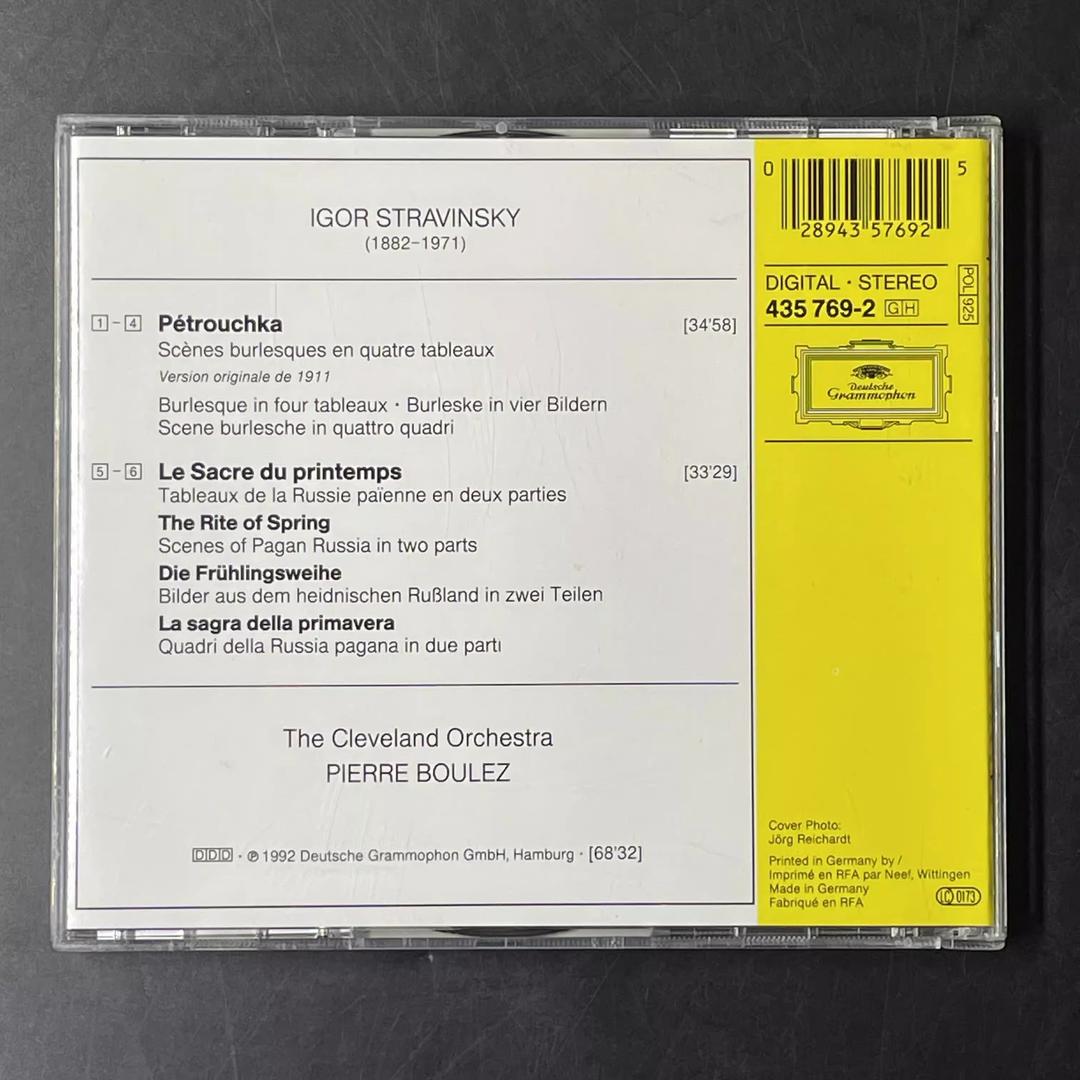 IGOR STRAVINSKY
(1882–1971)
1 – 4 Pétrouchka [34'58]
Scènes burlesques en quatre tableaux
Version originale de 1911
Burlesque in four tableaux · Burleske in vier Bildern
Scene burlesche in quattro quadri
5 – 6 Le Sacre du printemps [33'29]
Tableaux de la Russie païenne en deux parties
The Rite of Spring
Scenes of Pagan Russia in two parts
Die Frühlingsweihe
Bilder aus dem heidnischen Rußland in zwei Teilen
La sagra della primavera
Quadri della Russia pagana in due parti
The Cleveland Orchestra
PIERRE BOULEZ
DDD · ℗ 1992 Deutsche Grammophon GmbH, Hamburg · [68'32]
0 28943 57692 5
DIGITAL · STEREO
435 769-2 GH
POL 925
Deutsche
Grammophon
Cover Photo:
Jörg Reichardt
Printed in Germany by /
Imprimé en RFA par Neef, Wittingen
Made in Germany
Fabriqué en RFA
LC 0173